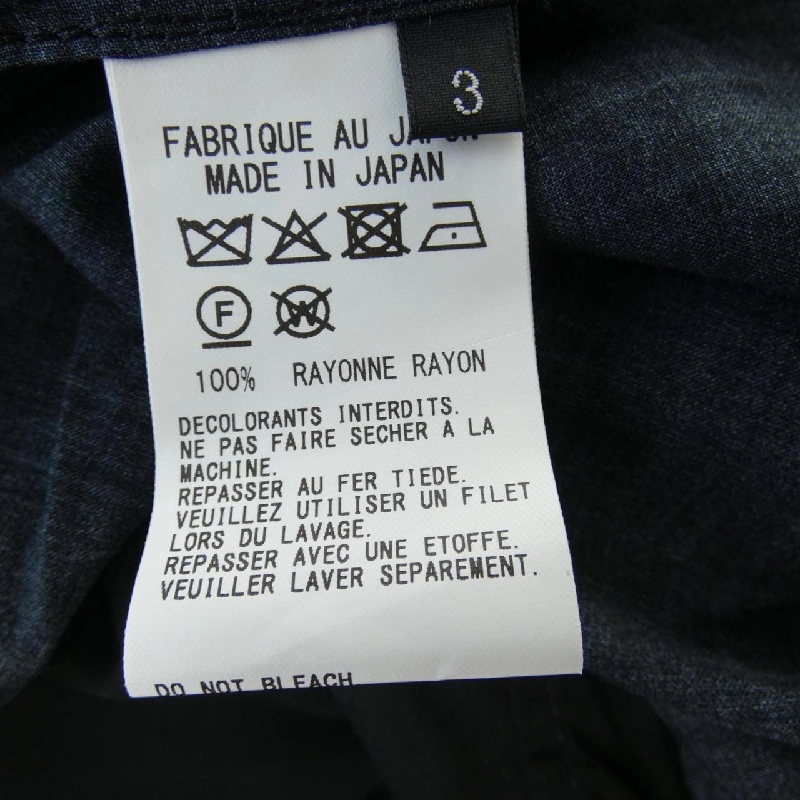 3
FABRIQUE AU JAPON
MADE IN JAPAN
F
W
100% RAYONNE RAYON
DECOLORANTS INTERDITS.
NE PAS FAIRE SECHER A LA
MACHINE.
REPASSER AU FER TIEDE.
VEUILLEZ UTILISER UN FILET
LORS DU LAVAGE.
REPASSER AVEC UNE ETOFFE.
VEUILLER LAVER SEPAREMENT.
DO NOT BLEACH